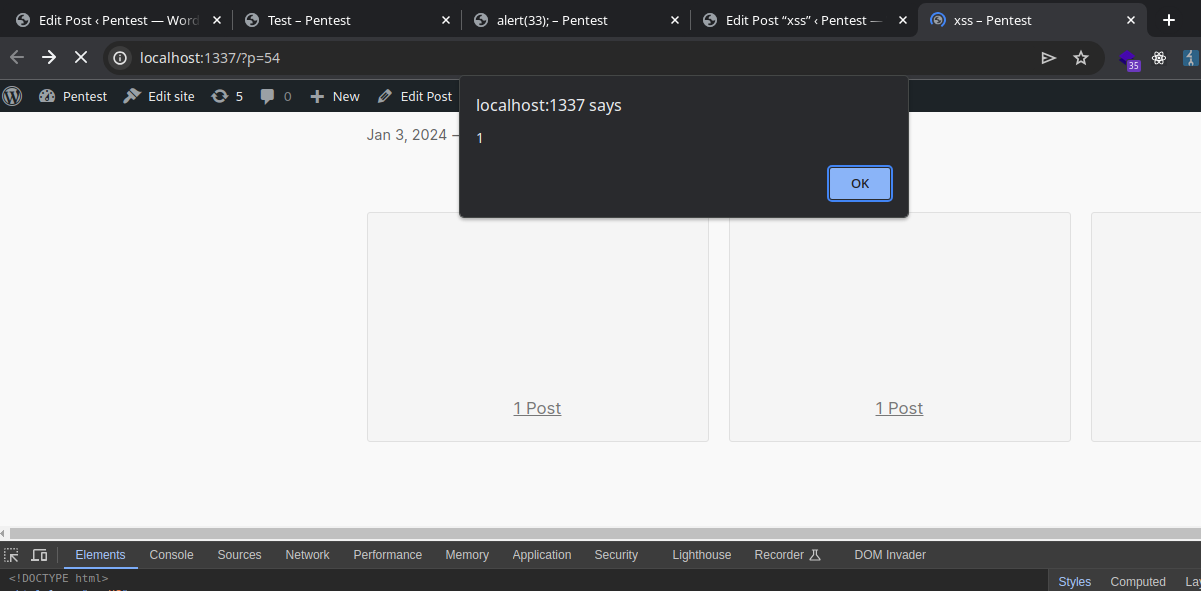 Edit Post ‹ Pentest — Word
Test – Pentest
alert(33); – Pentest
Edit Post “xss” ‹ Pentest —
xss – Pentest
localhost:1337/?p=54
35
Pentest
Edit site
5
0
New
Edit Post
localhost:1337 says
1
OK
Jan 3, 2024 —
1 Post
1 Post
Elements
Console
Sources
Network
Performance
Memory
Application
Security
Lighthouse
Recorder
DOM Invader
<!DOCTYPE html>
Styles
Computed
Lay